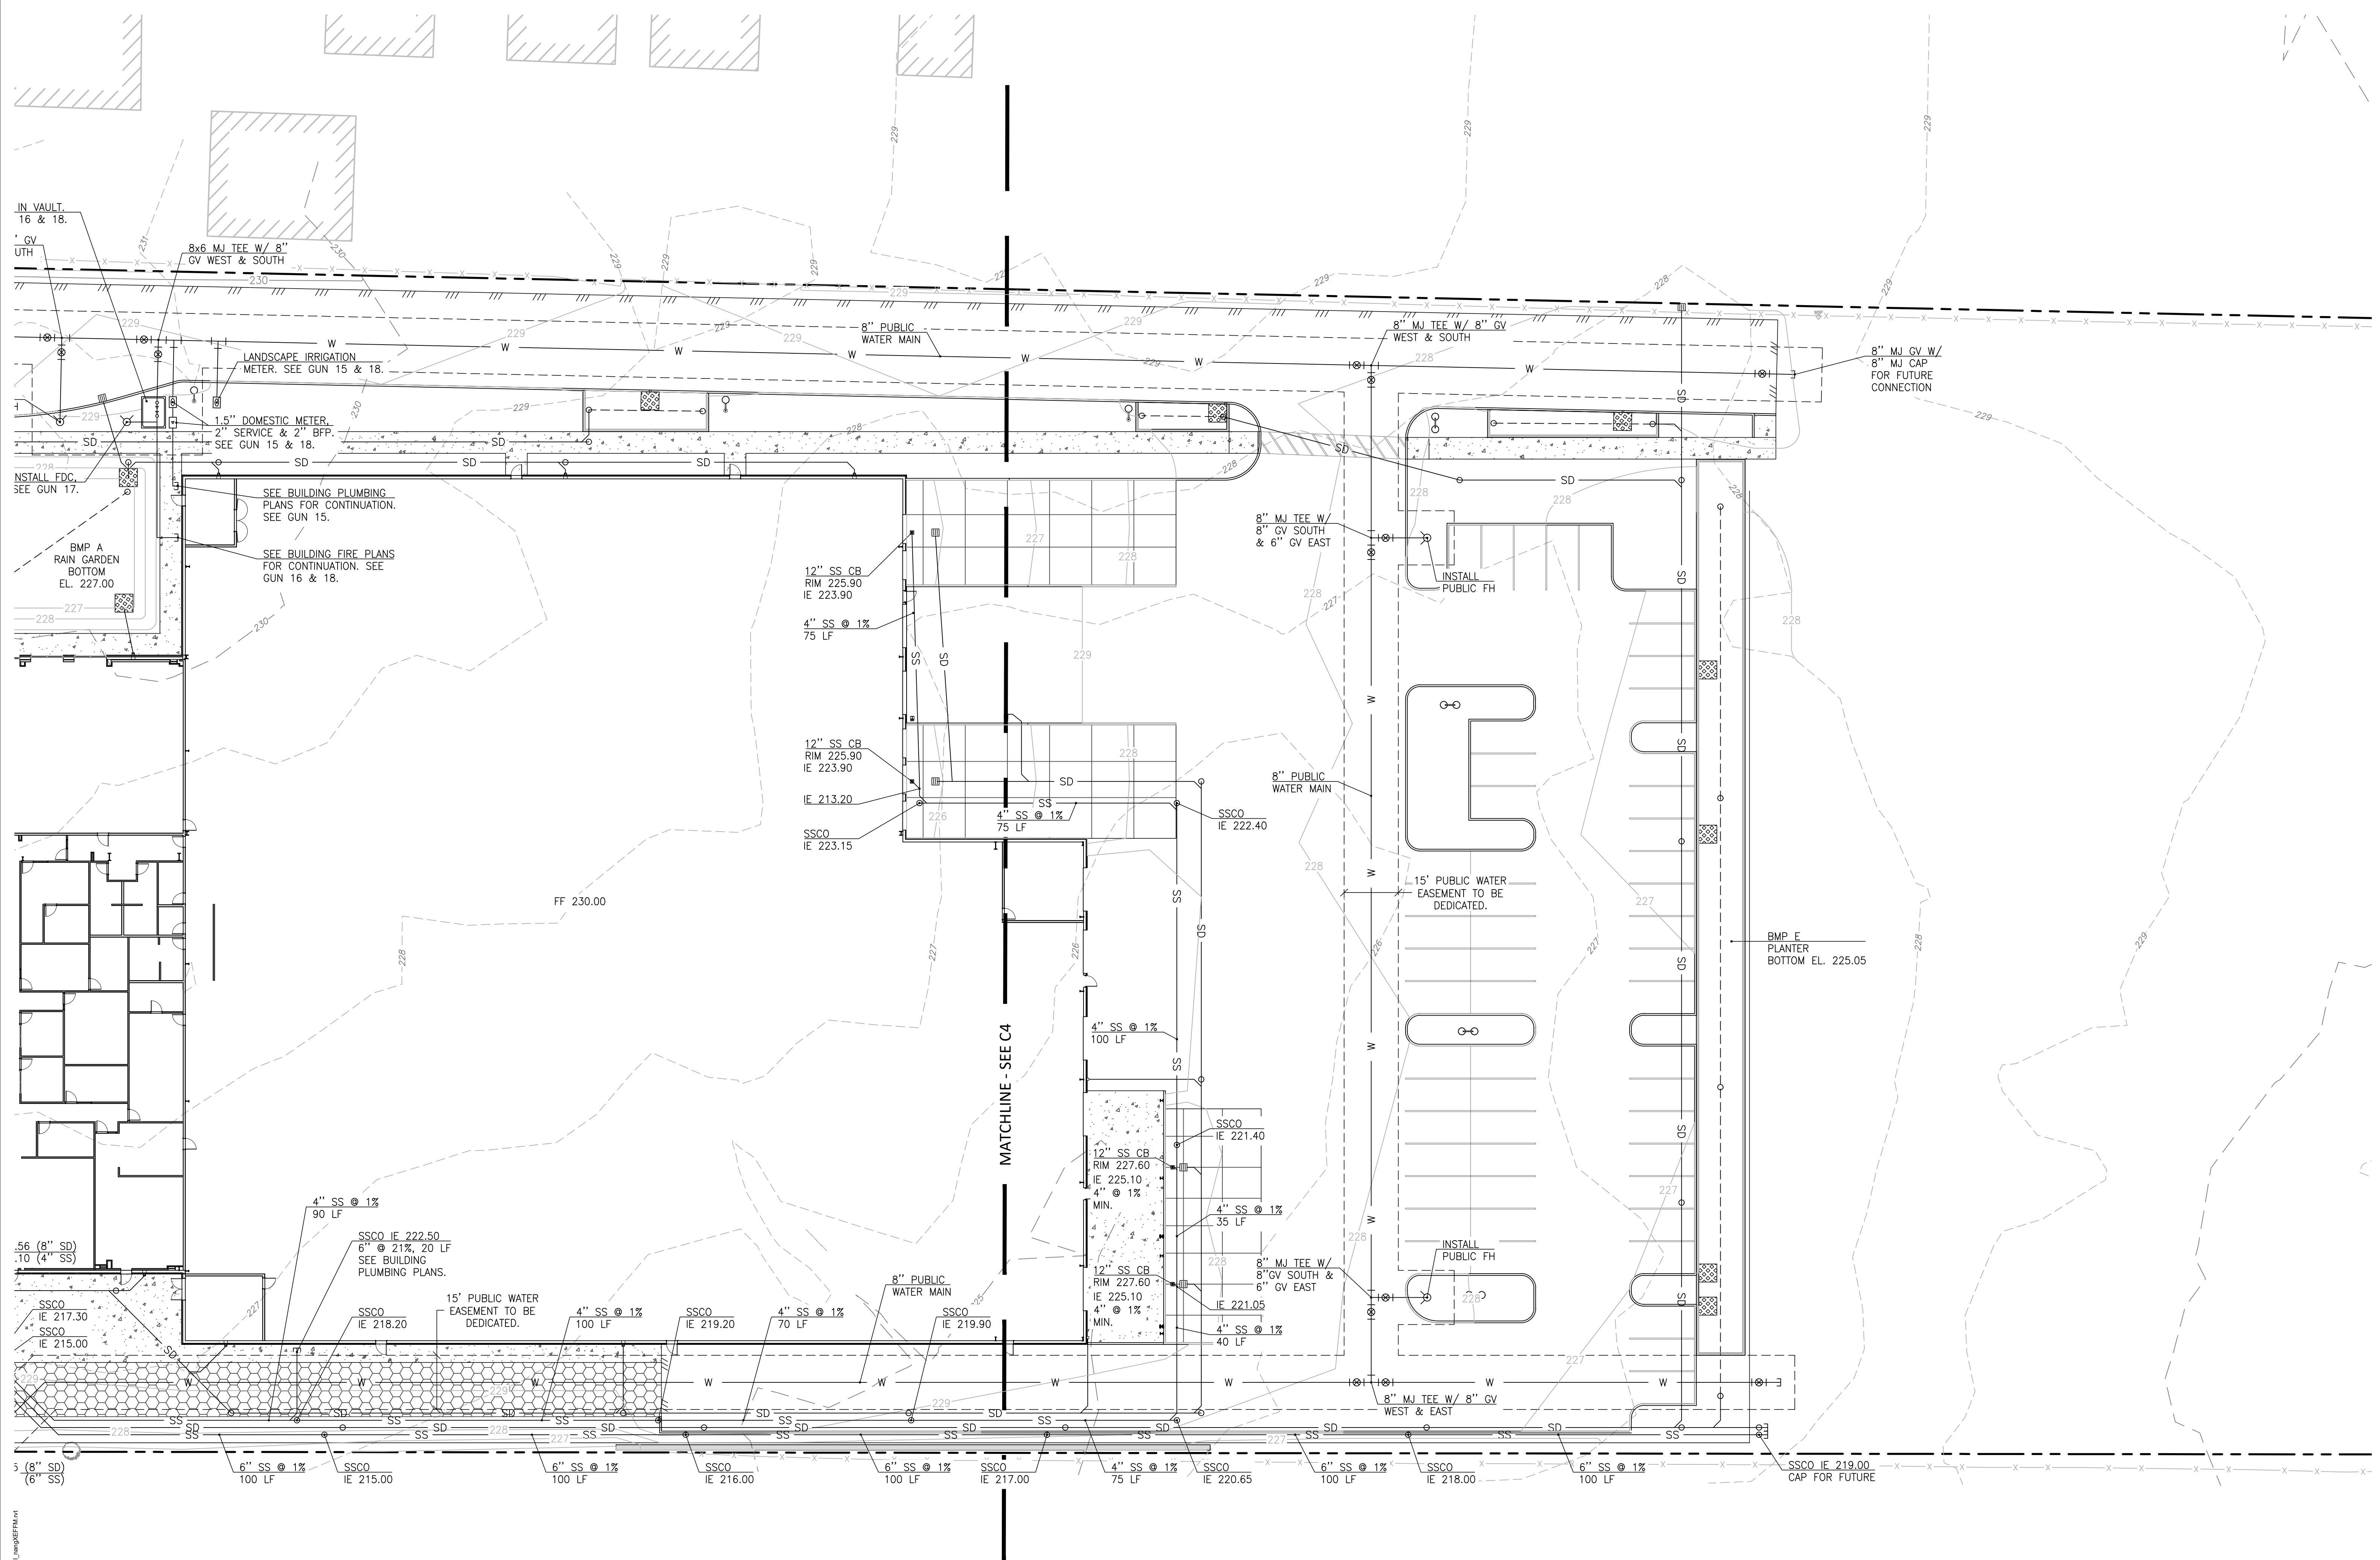 IN VAULT.
16 & 18.
' GV
UTH
8x6 MJ TEE W/ 8"
GV WEST & SOUTH
8" PUBLIC
WATER MAIN
8" MJ TEE W/ 8" GV
WEST & SOUTH
8" MJ GV W/
8" MJ CAP
FOR FUTURE
CONNECTION
LANDSCAPE IRRIGATION
METER. SEE GUN 15 & 18.
1.5" DOMESTIC METER,
2" SERVICE & 2" BFP.
SEE GUN 15 & 18.
NSTALL FDC,
SEE GUN 17.
SEE BUILDING PLUMBING
PLANS FOR CONTINUATION.
SEE GUN 15.
SEE BUILDING FIRE PLANS
FOR CONTINUATION. SEE
GUN 16 & 18.
BMP A
RAIN GARDEN
BOTTOM
EL. 227.00
8" MJ TEE W/
8" GV SOUTH
& 6" GV EAST
INSTALL
PUBLIC FH
12" SS CB
RIM 225.90
IE 223.90
4" SS @ 1%
75 LF
12" SS CB
RIM 225.90
IE 223.90
IE 213.20
SSCO
IE 223.15
4" SS @ 1%
75 LF
SSCO
IE 222.40
8" PUBLIC
WATER MAIN
15' PUBLIC WATER
EASEMENT TO BE
DEDICATED.
FF 230.00
BMP E
PLANTER
BOTTOM EL. 225.05
MATCHLINE - SEE C4
4" SS @ 1%
100 LF
SSCO
IE 221.40
12" SS CB
RIM 227.60
IE 225.10
4" @ 1%
MIN.
4" SS @ 1%
35 LF
8" MJ TEE W/
8"GV SOUTH &
6" GV EAST
INSTALL
PUBLIC FH
12" SS CB
RIM 227.60
IE 225.10
4" @ 1%
MIN.
IE 221.05
4" SS @ 1%
40 LF
4" SS @ 1%
90 LF
SSCO IE 222.50
6" @ 21%, 20 LF
SEE BUILDING
PLUMBING PLANS.
.56 (8" SD)
.10 (4" SS)
SSCO
IE 217.30
SSCO
IE 215.00
SSCO
IE 218.20
15' PUBLIC WATER
EASEMENT TO BE
DEDICATED.
4" SS @ 1%
100 LF
SSCO
IE 219.20
4" SS @ 1%
70 LF
8" PUBLIC
WATER MAIN
SSCO
IE 219.90
8" MJ TEE W/ 8" GV
WEST & EAST
(8" SD)
(6" SS)
6" SS @ 1%
100 LF
SSCO
IE 215.00
6" SS @ 1%
100 LF
SSCO
IE 216.00
6" SS @ 1%
100 LF
SSCO
IE 217.00
4" SS @ 1%
75 LF
SSCO
IE 220.65
6" SS @ 1%
100 LF
SSCO
IE 218.00
6" SS @ 1%
100 LF
SSCO IE 219.00
CAP FOR FUTURE